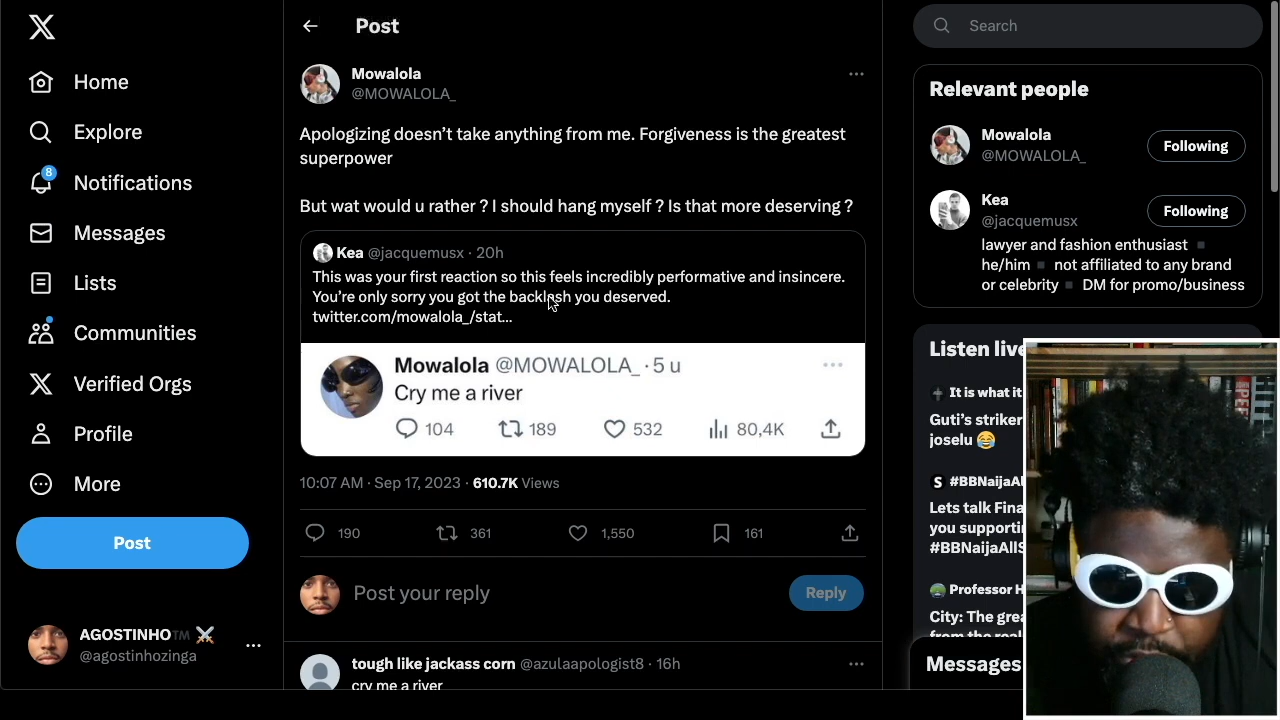 Home
Explore
8
Notifications
Messages
Lists
Communities
Verified Orgs
Profile
More
Post
AGOSTINHO™ ⚔️
@agostinhozinga
Post
Mowalola
@MOWALOLA_
Apologizing doesn’t take anything from me. Forgiveness is the greatest
superpower
But wat would u rather ? I should hang myself ? Is that more deserving ?
Kea @jacquemusx · 20h
This was your first reaction so this feels incredibly performative and insincere.
You’re only sorry you got the backlash you deserved.
twitter.com/mowalola_/stat...
Mowalola @MOWALOLA_ · 5 u
Cry me a river
104 189 532 80,4K
10:07 AM · Sep 17, 2023 · 610.7K Views
190 361 1,550 161
Post your reply
Reply
tough like jackass corn @azulaapologist8 · 16h
cry me a river
Search
Relevant people
Mowalola
@MOWALOLA_
Following
Kea
@jacquemusx
Following
lawyer and fashion enthusiast ▪️
he/him ▪️ not affiliated to any brand
or celebrity ▪️ DM for promo/business
Listen live
It is what it
Guti’s striker
joselu 😂
S #BBNaijaAl
Lets talk Fina
you supporti
#BBNaijaAllS
Professor H
City: The grea
from the real
Messages